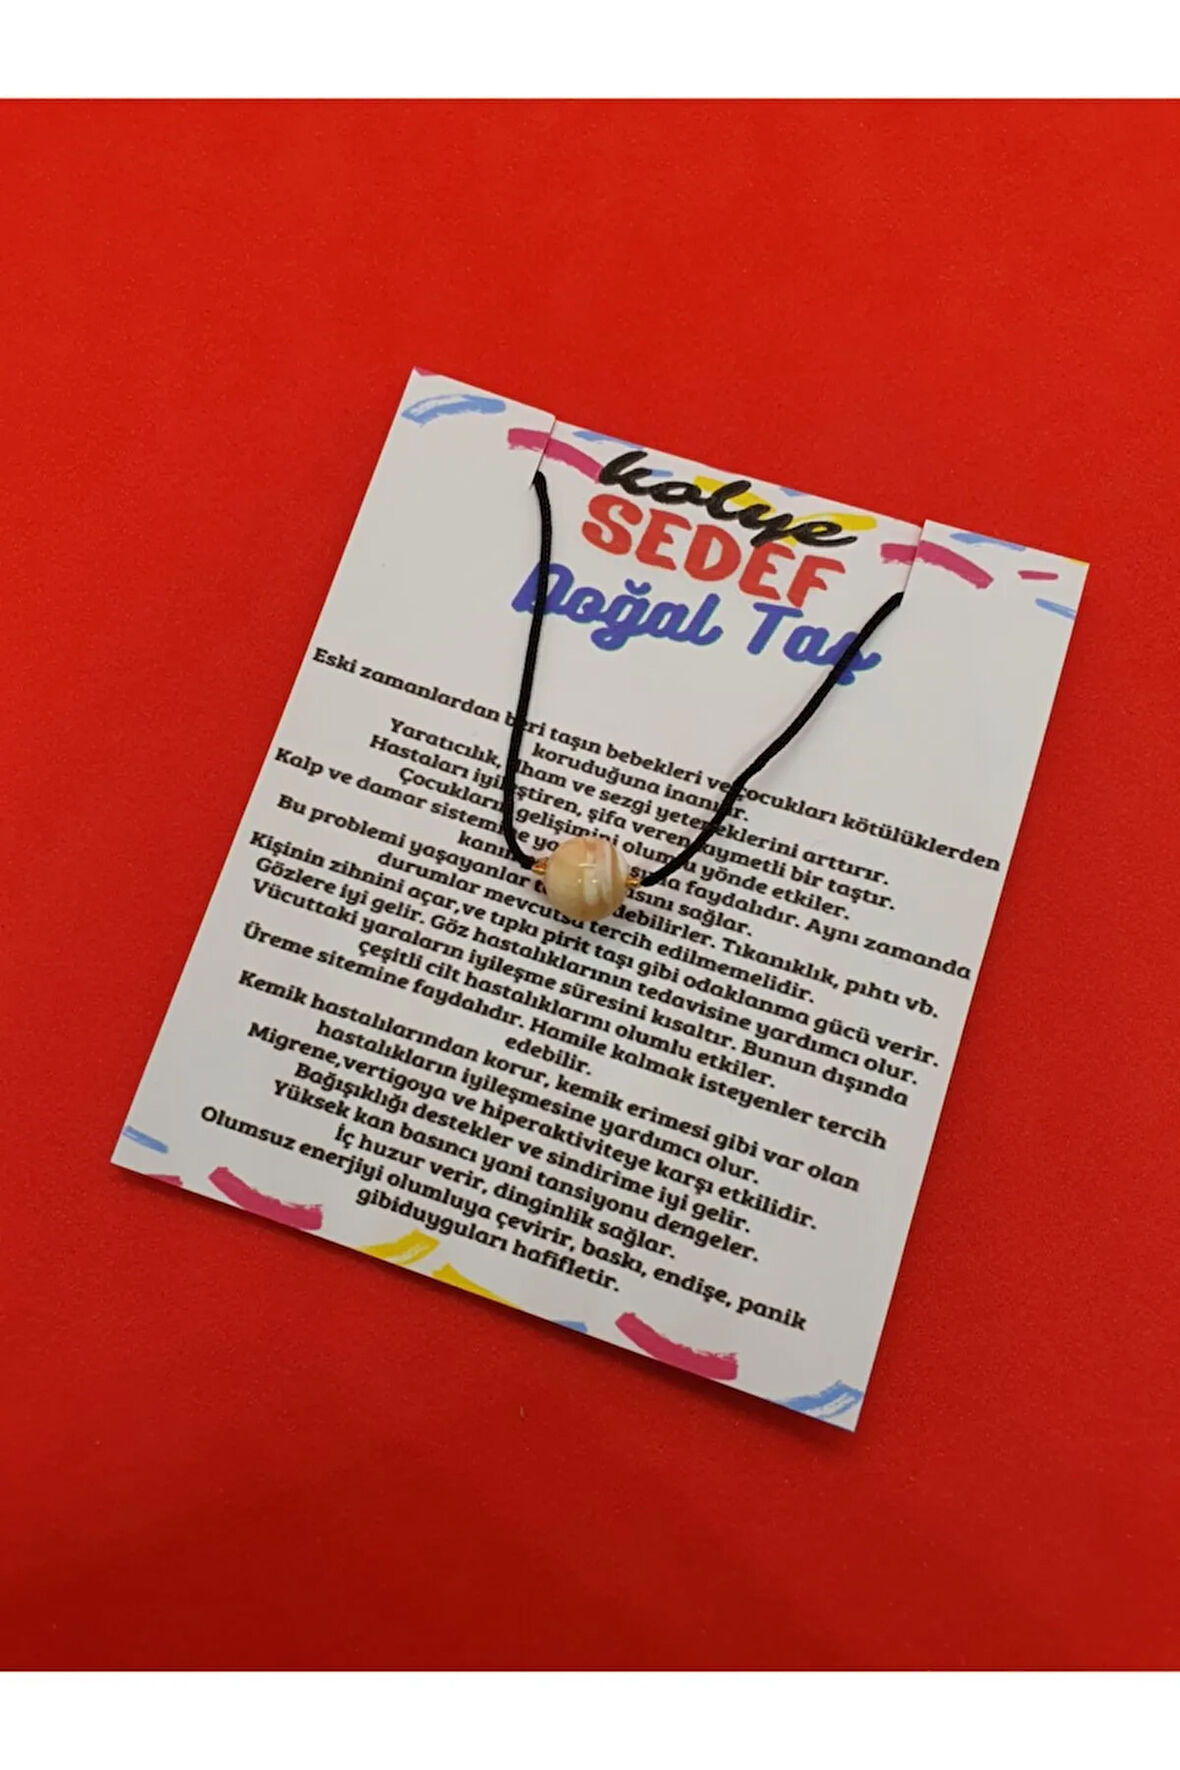 kolye
SEDEF
Doğal Taş
Eski zamanlardan beri taşın bebekleri ve çocukları kötülüklerden
koruduğuna inanılır.
Yaratıcılık, ilham ve sezgi yeteneklerini arttırır.
Hastaları iyileştiren, şifa veren kıymetli bir taştır.
Çocukların gelişimini olumlu yönde etkiler.
Kalp ve damar sistemine faydalıdır. Aynı zamanda
kanın sağlar.
Bu problemi yaşayanlar edebilirler. Tıkanıklık, pıhtı vb.
durumlar mevcutsa tercih edilmemelidir.
Kişinin zihnini açar,ve tıpkı pirit taşı gibi odaklanma gücü verir.
Gözlere iyi gelir. Göz hastalıklarının tedavisine yardımcı olur.
Vücuttaki yaraların iyileşme süresini kısaltır. Bunun dışında
çeşitli cilt hastalıklarını olumlu etkiler.
Üreme sitemine faydalıdır. Hamile kalmak isteyenler tercih
edebilir.
Kemik hastalılarından korur, kemik erimesi gibi var olan
hastalıkların iyileşmesine yardımcı olur.
Migrene,vertigoya ve hiperaktiviteye karşı etkilidir.
Bağışıklığı destekler ve sindirime iyi gelir.
Yüksek kan basıncı yani tansiyonu dengeler.
İç huzur verir, dinginlik sağlar.
Olumsuz enerjiyi olumluya çevirir, baskı, endişe, panik
gibiduyguları hafifletir.